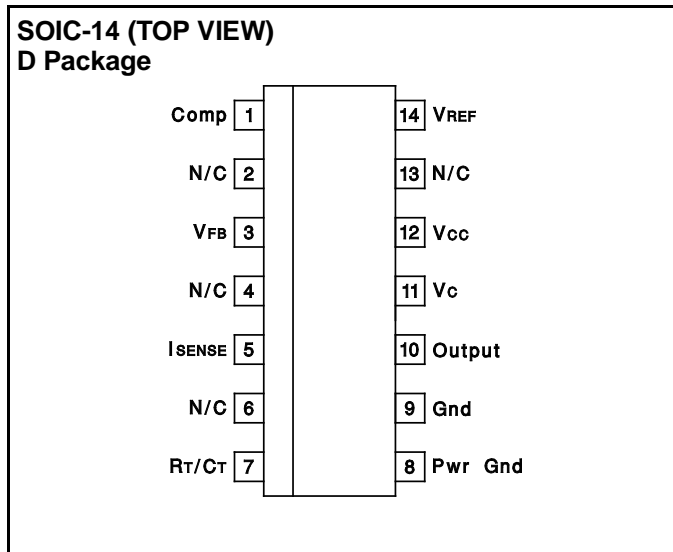 SOIC-14 (TOP VIEW)
D Package
Comp 1 14 VREF
N/C 2 13 N/C
VFB 3 12 VCC
N/C 4 11 VC
ISENSE 5 10 Output
N/C 6 9 Gnd
RT/CT 7 8 Pwr Gnd